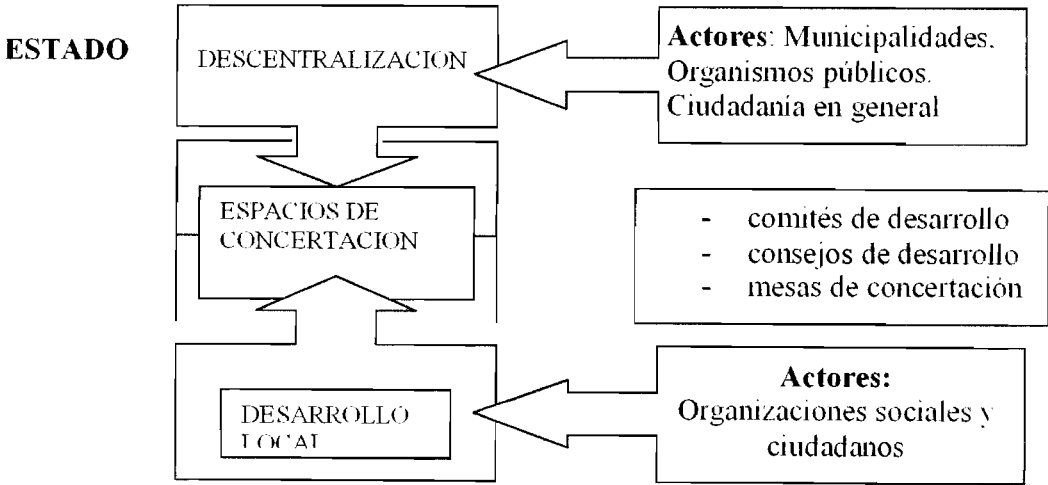 ESTADO
DESCENTRALIZACION
Actores: Municipalidades.
Organismos públicos.
Ciudadanía en general
ESPACIOS DE
CONCERTACION
- comités de desarrollo
- consejos de desarrollo
- mesas de concertación
DESARROLLO
LOCAL
Actores:
Organizaciones sociales y
ciudadanos